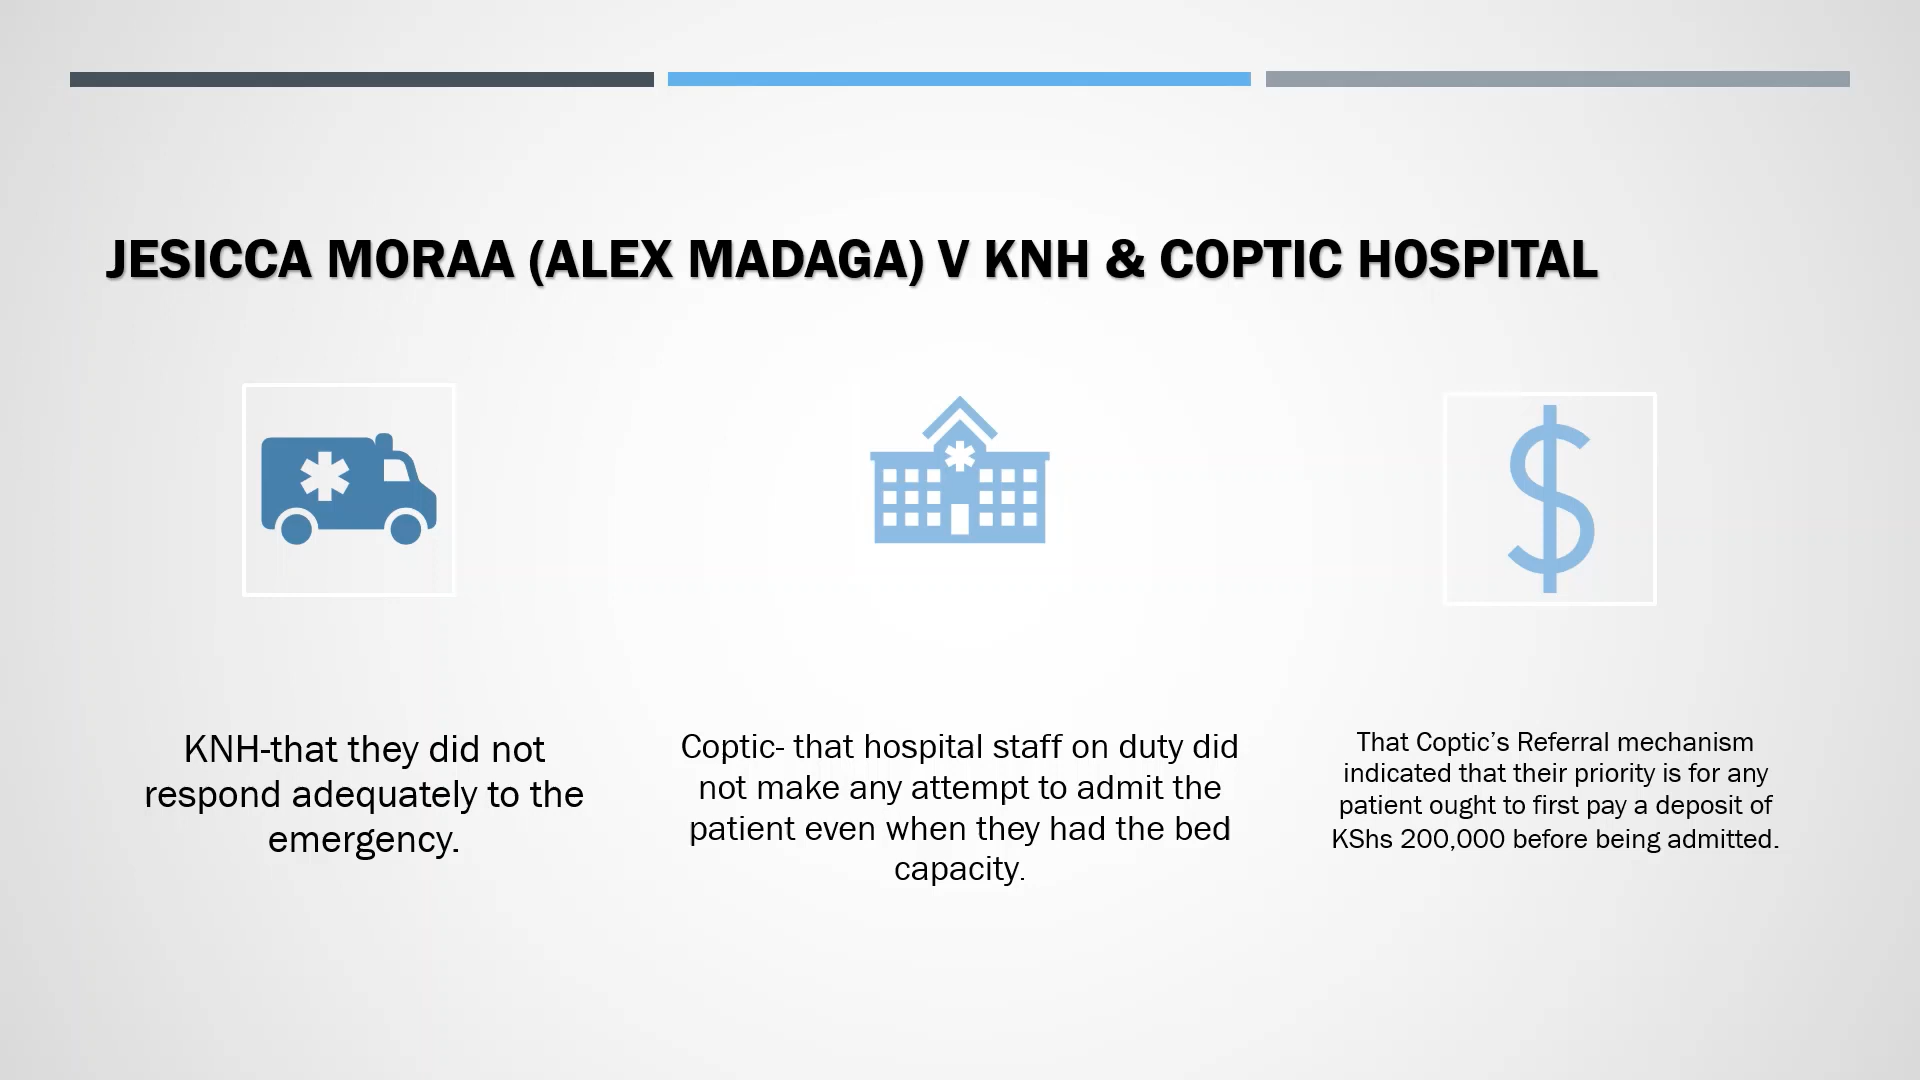 JESICCA MORAA (ALEX MADAGA) V KNH & COPTIC HOSPITAL
KNH-that they did not
respond adequately to the
emergency.
Coptic- that hospital staff on duty did
not make any attempt to admit the
patient even when they had the bed
capacity.
That Coptic’s Referral mechanism
indicated that their priority is for any
patient ought to first pay a deposit of
KShs 200,000 before being admitted.